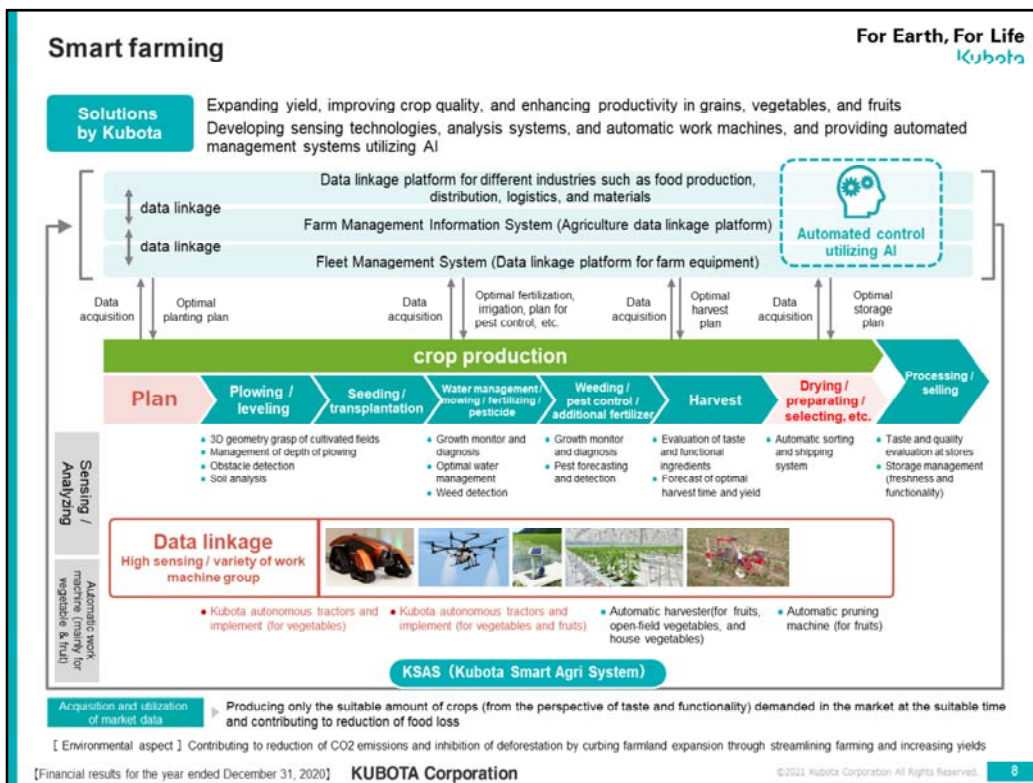 Smart farming
For Earth, For Life
Kubota
Solutions
by Kubota
Expanding yield, improving crop quality, and enhancing productivity in grains, vegetables, and fruits
Developing sensing technologies, analysis systems, and automatic work machines, and providing automated
management systems utilizing AI
Data linkage platform for different industries such as food production,
distribution, logistics, and materials
data linkage
Farm Management Information System (Agriculture data linkage platform)
data linkage
Fleet Management System (Data linkage platform for farm equipment)
Automated control
utilizing AI
Data
acquisition
Optimal
planting plan
Data
acquisition
Optimal fertilization,
irrigation, plan for
pest control, etc.
Data
acquisition
Optimal
harvest
plan
Data
acquisition
Optimal
storage
plan
crop production
Plan
Plowing /
leveling
Seeding /
transplantation
Water management /
mowing / fertilizing /
pesticide
Weeding /
pest control /
additional fertilizer
Harvest
Drying /
preparating /
selecting, etc.
Processing /
selling
Sensing /
Analyzing
• 3D geometry grasp of cultivated fields
• Management of depth of plowing
• Obstacle detection
• Soil analysis
• Growth monitor and
diagnosis
• Optimal water
management
• Weed detection
• Growth monitor
and diagnosis
• Pest forecasting
and detection
• Evaluation of taste
and functional
ingredients
• Forecast of optimal
harvest time and yield
• Automatic sorting
and shipping
system
• Taste and quality
evaluation at stores
• Storage management
(freshness and
functionality)
Data linkage
High sensing / variety of work
machine group
Automatic work
machine (mainly for
vegetable & fruit)
• Kubota autonomous tractors and
implement (for vegetables)
• Kubota autonomous tractors and
implement (for vegetables and fruits)
• Automatic harvester(for fruits,
open-field vegetables, and
house vegetables)
• Automatic pruning
machine (for fruits)
KSAS（Kubota Smart Agri System）
Acquisition and utilization
of market data
Producing only the suitable amount of crops (from the perspective of taste and functionality) demanded in the market at the suitable time
and contributing to reduction of food loss
[ Environmental aspect ] Contributing to reduction of CO2 emissions and inhibition of deforestation by curbing farmland expansion through streamlining farming and increasing yields
【Financial results for the year ended December 31, 2020】 KUBOTA Corporation
©2021 Kubota Corporation All Rights Reserved.
8